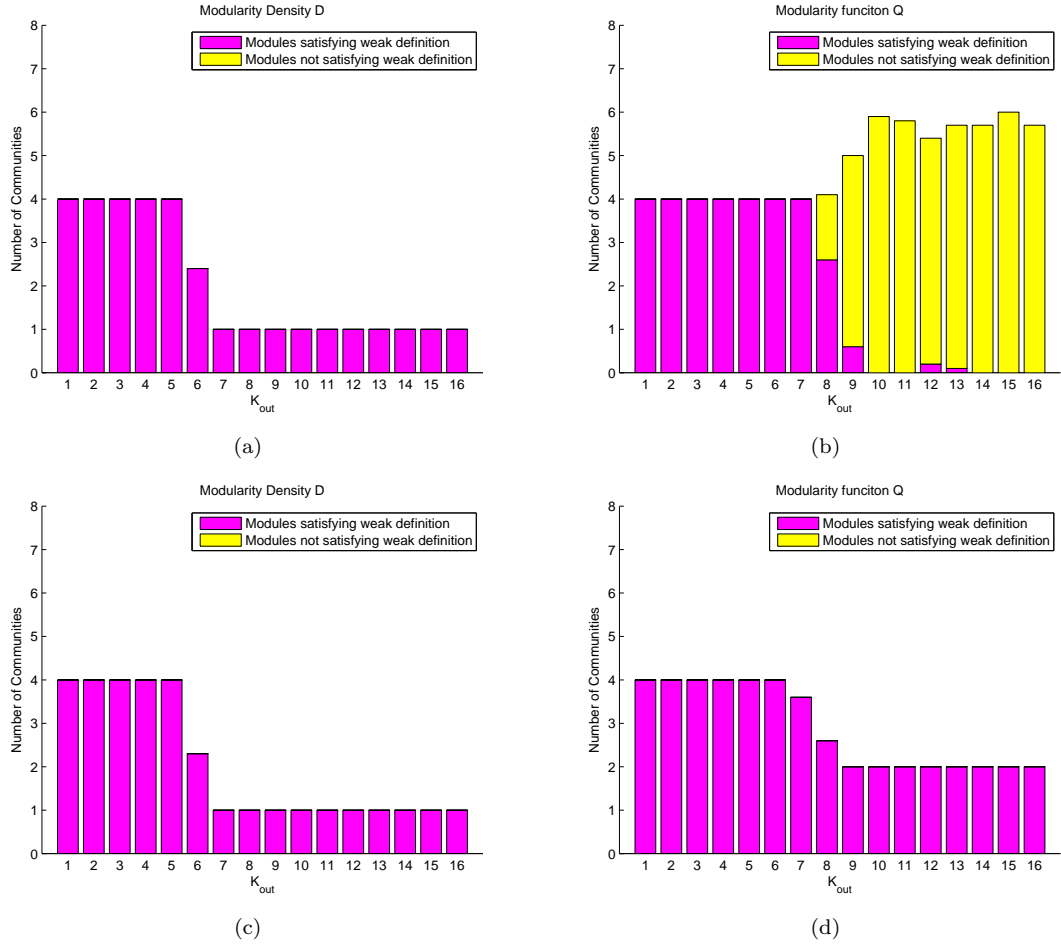 Modularity Density D
Modules satisfying weak definition
Modules not satisfying weak definition
Number of Communities
0 1 2 3 4 5 6 7 8
1 2 3 4 5 6 7 8 9 10 11 12 13 14 15 16
K_out
(a)
Modularity funciton Q
Modules satisfying weak definition
Modules not satisfying weak definition
Number of Communities
0 1 2 3 4 5 6 7 8
1 2 3 4 5 6 7 8 9 10 11 12 13 14 15 16
K_out
(b)
Modularity Density D
Modules satisfying weak definition
Modules not satisfying weak definition
Number of Communities
0 1 2 3 4 5 6 7 8
1 2 3 4 5 6 7 8 9 10 11 12 13 14 15 16
K_out
(c)
Modularity funciton Q
Modules satisfying weak definition
Modules not satisfying weak definition
Number of Communities
0 1 2 3 4 5 6 7 8
1 2 3 4 5 6 7 8 9 10 11 12 13 14 15 16
K_out
(d)